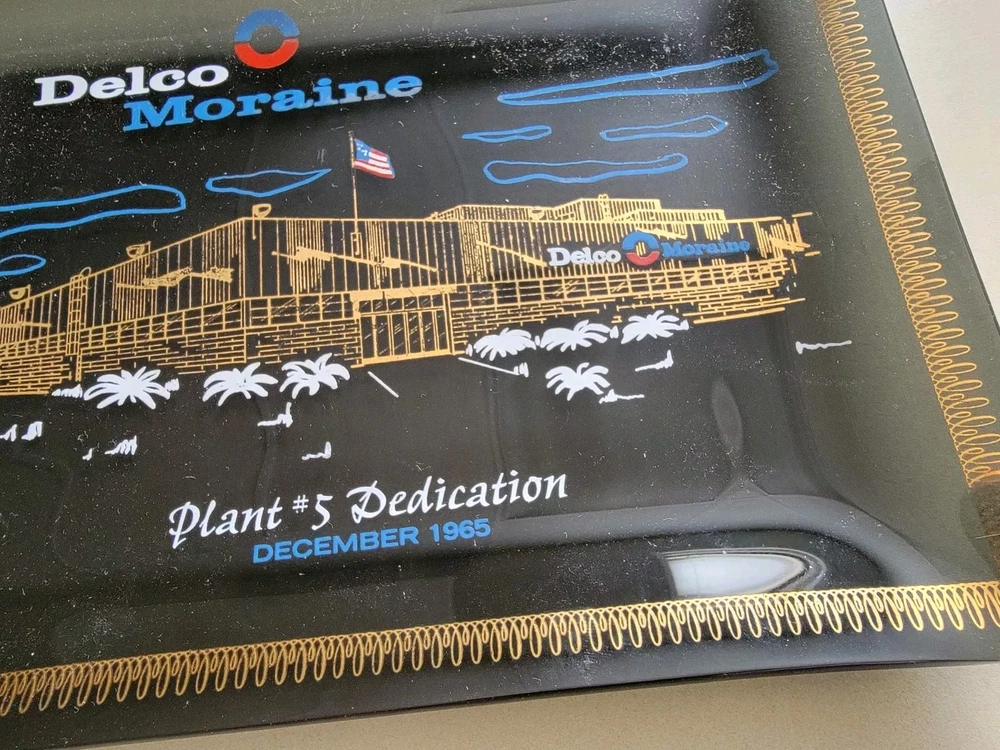 Delco
Moraine
Delco Moraine
Plant #5 Dedication
DECEMBER 1965